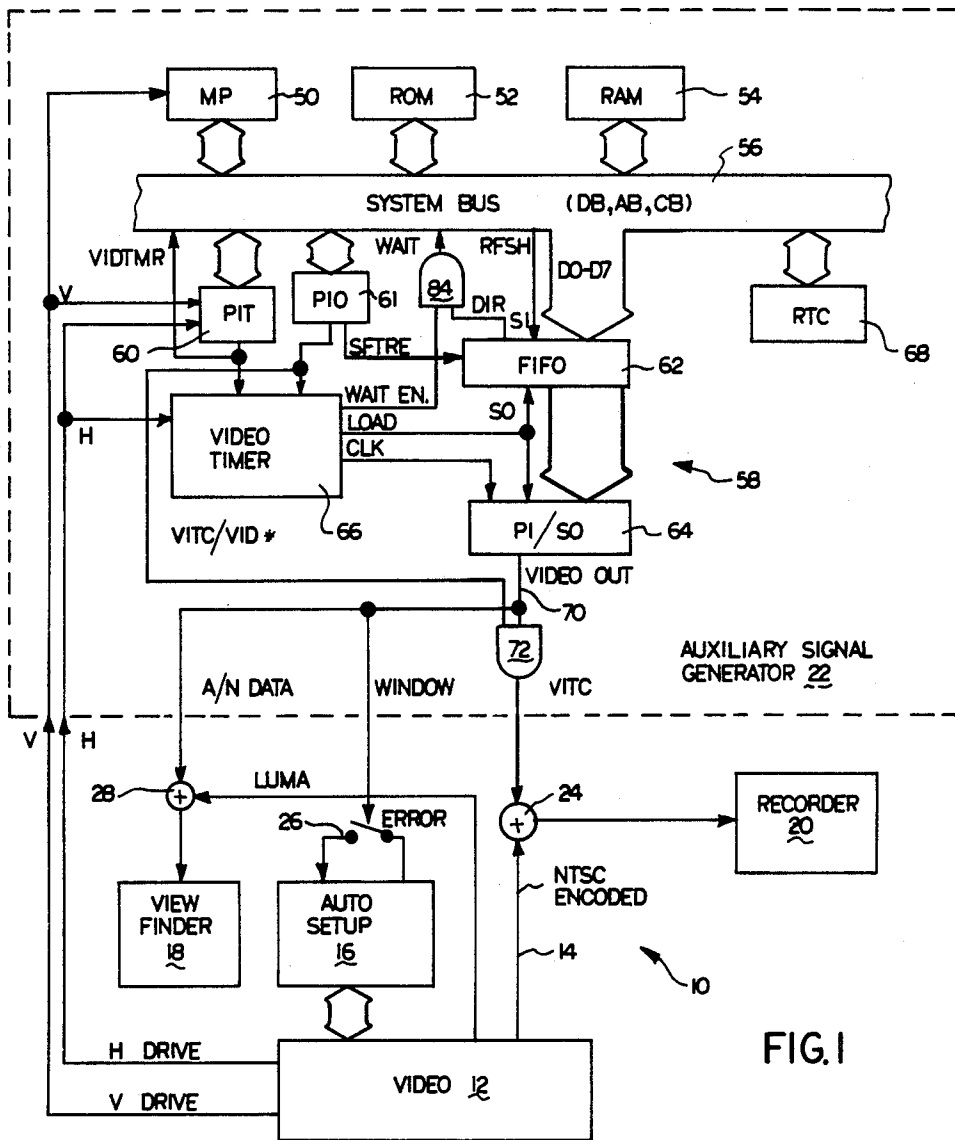 MP 50
ROM 52
RAM 54
56
SYSTEM BUS (DB,AB,CB)
VIDTMR
WAIT
RFSH
D0-D7
84
DIR
SI
V
PIT
60
PIO 61
RTC
68
SFTRE
FIFO 62
WAIT EN.
LOAD
SO
CLK
H
VIDEO
TIMER
66
58
VITC/VID *
PI/SO 64
VIDEO OUT
70
72
AUXILIARY SIGNAL
GENERATOR 22
A/N DATA
WINDOW
VITC
V H
28 +
LUMA
24
+
RECORDER
20
26
ERROR
NTSC
ENCODED
VIEW
FINDER
18
AUTO
SETUP
16
14
10
H DRIVE
V DRIVE
VIDEO 12
FIG. 1